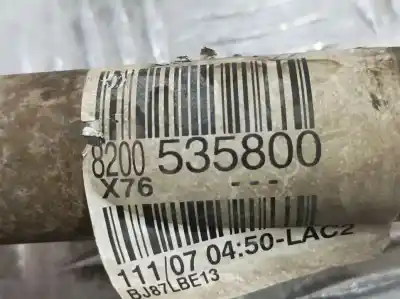 8200 535800
X76 ---
111/07 04:50-LAC2
BJ87LBE13